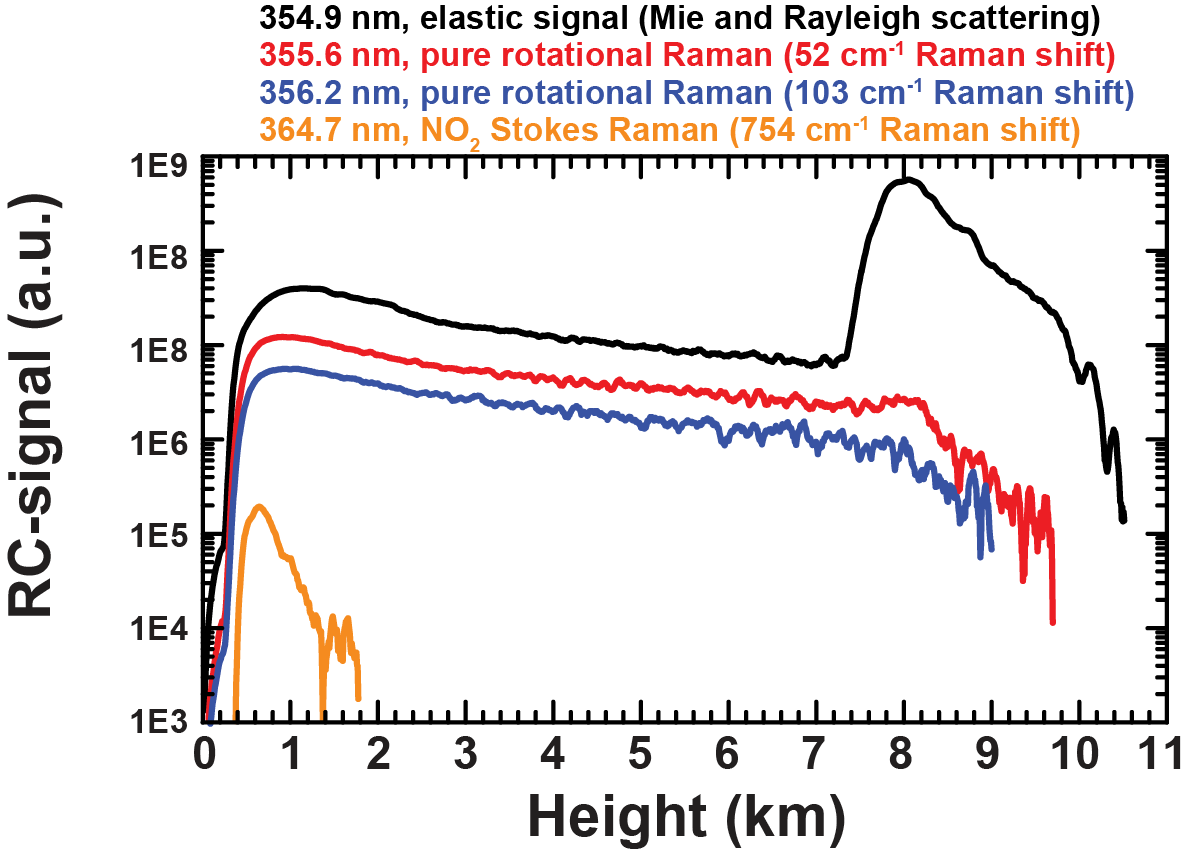 354.9 nm, elastic signal (Mie and Rayleigh scattering)
355.6 nm, pure rotational Raman (52 cm⁻¹ Raman shift)
356.2 nm, pure rotational Raman (103 cm⁻¹ Raman shift)
364.7 nm, NO₂ Stokes Raman (754 cm⁻¹ Raman shift)
RC-signal (a.u.)
1E9
1E8
1E8
1E6
1E5
1E4
1E3
0 1 2 3 4 5 6 7 8 9 10 11
Height (km)